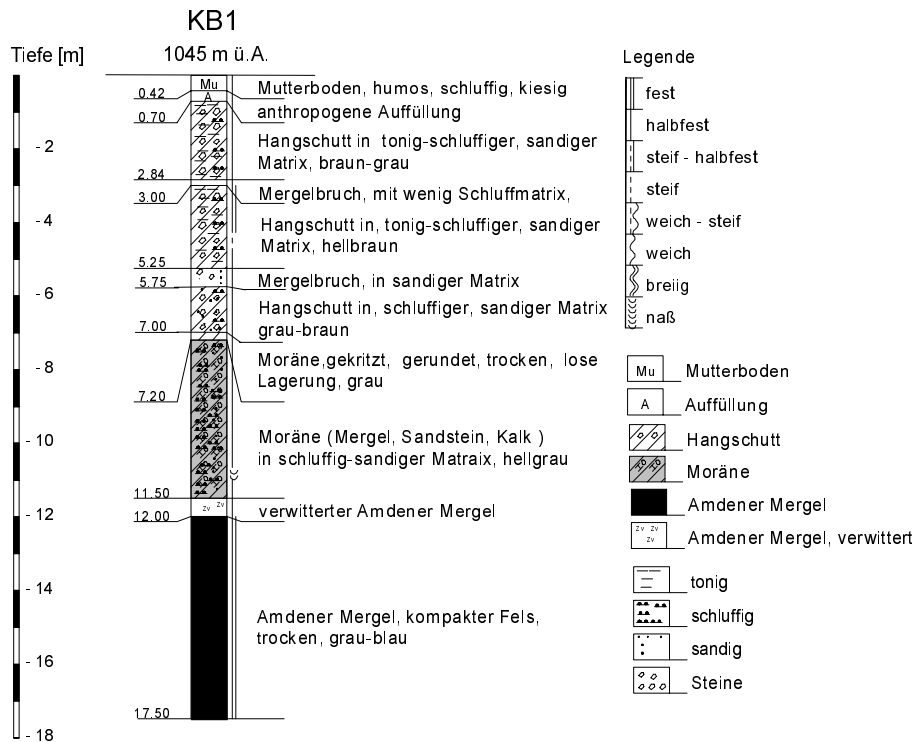 KB1
Tiefe [m]
1045 m ü.A.
Mu
A
0.42
0.70
2.84
3.00
5.25
5.75
7.00
7.20
11.50
12.00
17.50
- 2
- 4
- 6
- 8
- 10
- 12
- 14
- 16
- 18
Mutterboden, humos, schluffig, kiesig
anthropogene Auffüllung
Hangschutt in tonig-schluffiger, sandiger
Matrix, braun-grau
Mergelbruch, mit wenig Schluffmatrix,
Hangschutt in, tonig-schluffiger, sandiger
Matrix, hellbraun
Mergelbruch, in sandiger Matrix
Hangschutt in, schluffiger, sandiger Matrix
grau-braun
Moräne,gekritzt, gerundet, trocken, lose
Lagerung, grau
Moräne (Mergel, Sandstein, Kalk )
in schluffig-sandiger Matraix, hellgrau
Zv Zv
Zv
verwitterter Amdener Mergel
Amdener Mergel, kompakter Fels,
trocken, grau-blau
Legende
fest
halbfest
steif - halbfest
steif
weich - steif
weich
breiig
naß
Mu Mutterboden
A Auffüllung
Hangschutt
Moräne
Amdener Mergel
Zv Zv
Zv
Amdener Mergel, verwittert
tonig
schluffig
sandig
Steine